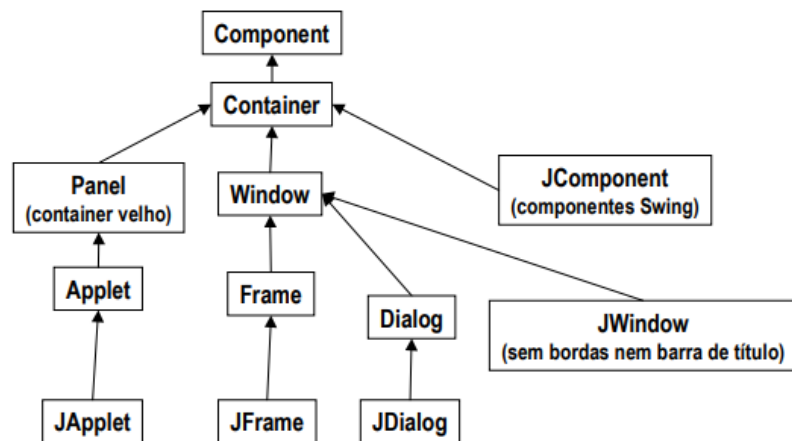 Component
Container
Panel
(container velho)
Window
JComponent
(componentes Swing)
Applet
Frame
Dialog
JWindow
(sem bordas nem barra de título)
JApplet
JFrame
JDialog